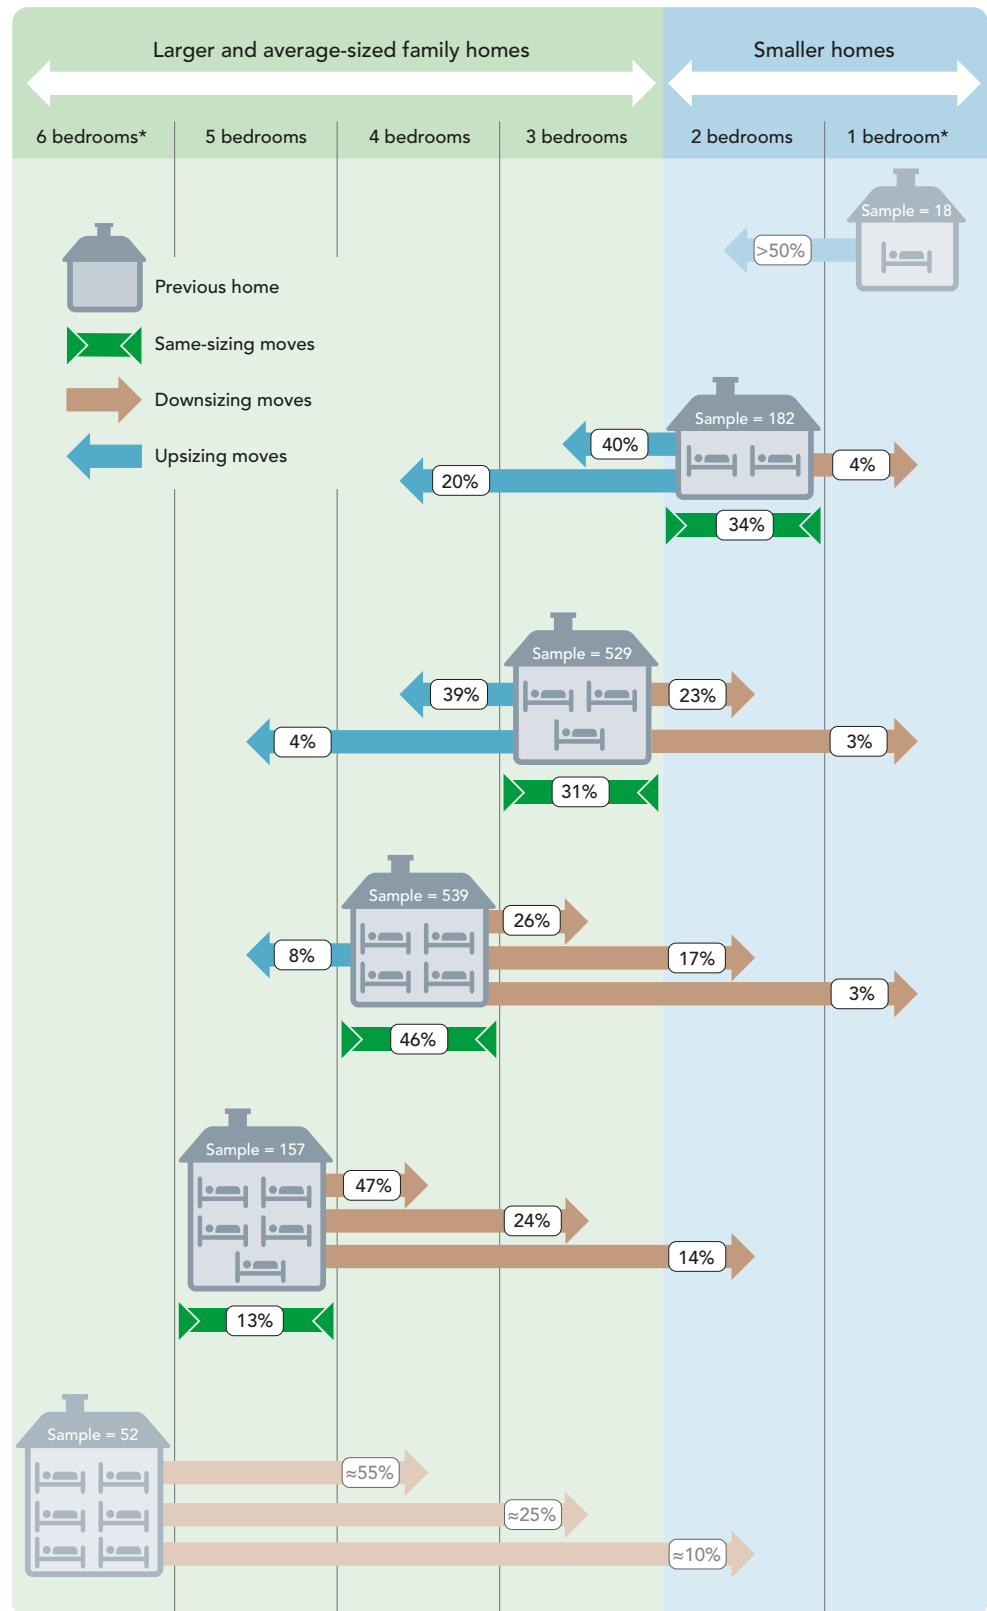 Larger and average-sized family homes
Smaller homes
6 bedrooms*
5 bedrooms
4 bedrooms
3 bedrooms
2 bedrooms
1 bedroom*
Sample = 18
>50%
Previous home
Same-sizing moves
Downsizing moves
Upsizing moves
Sample = 182
40%
4%
20%
34%
Sample = 529
39%
23%
4%
3%
31%
Sample = 539
26%
8%
17%
3%
46%
Sample = 157
47%
24%
14%
13%
Sample = 52
≈55%
≈25%
≈10%